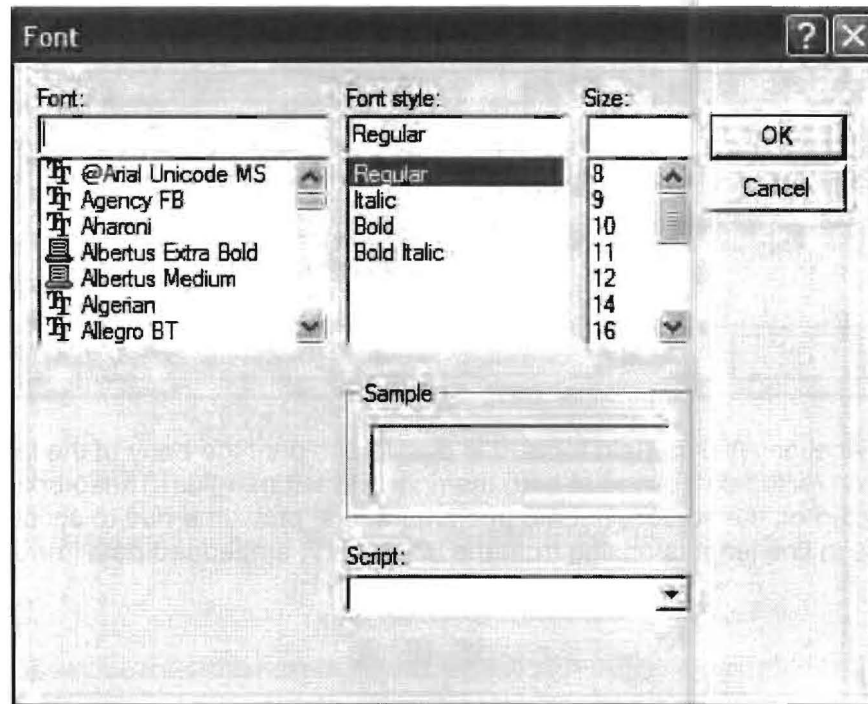 Font
Font:
Font style:
Size:
Regular
OK
Cancel
@Arial Unicode MS
Agency FB
Aharoni
Albertus Extra Bold
Albertus Medium
Algerian
Allegro BT
Regular
Italic
Bold
Bold Italic
8
9
10
11
12
14
16
Sample
Script: